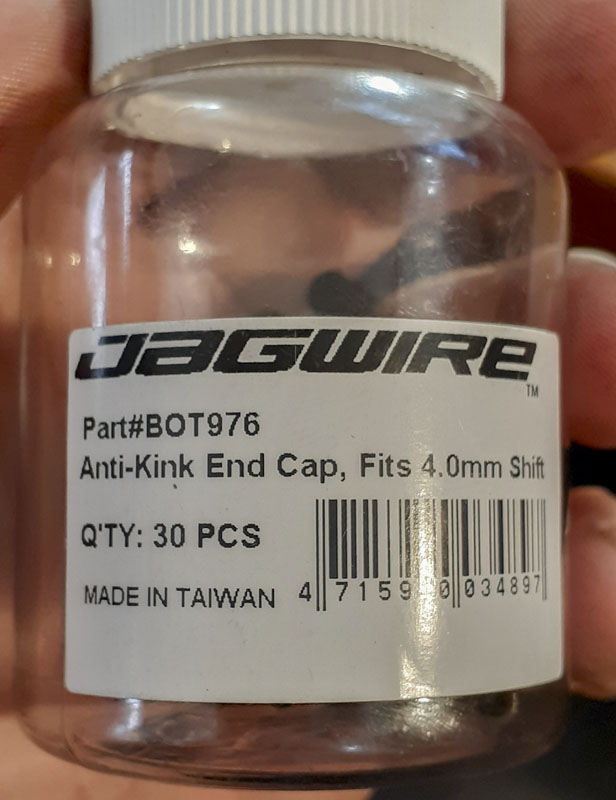 JAGWIRE
TM
Part#BOT976
Anti-Kink End Cap, Fits 4.0mm Shift
Q'TY: 30 PCS
MADE IN TAIWAN